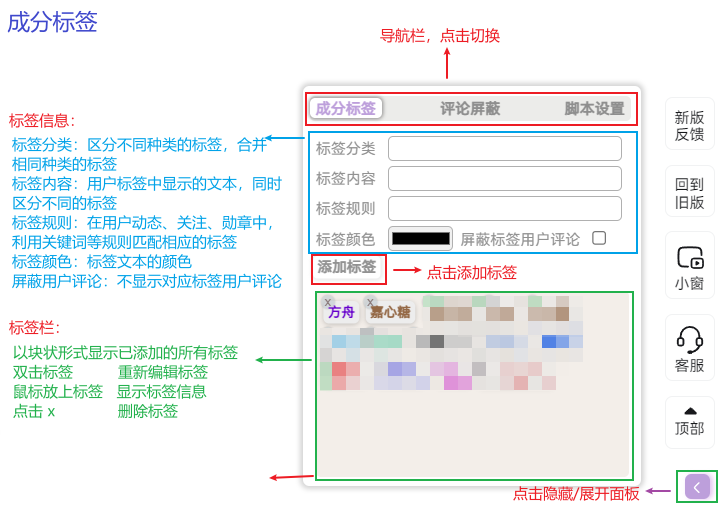 成分标签
导航栏，点击切换
成分标签 评论屏蔽 脚本设置
标签信息：
标签分类：区分不同种类的标签，合并
相同种类的标签
标签内容：用户标签中显示的文本，同时
区分不同的标签
标签规则：在用户动态、关注、勋章中，
利用关键词等规则匹配相应的标签
标签颜色：标签文本的颜色
屏蔽用户评论：不显示对应标签用户评论
标签分类
标签内容
标签规则
标签颜色 屏蔽标签用户评论
添加标签
点击添加标签
x 方舟
x 嘉心糖
标签栏：
以块状形式显示已添加的所有标签
双击标签 重新编辑标签
鼠标放上标签 显示标签信息
点击 x 删除标签
新版
反馈
回到
旧版
小窗
客服
顶部
点击隐藏/展开面板